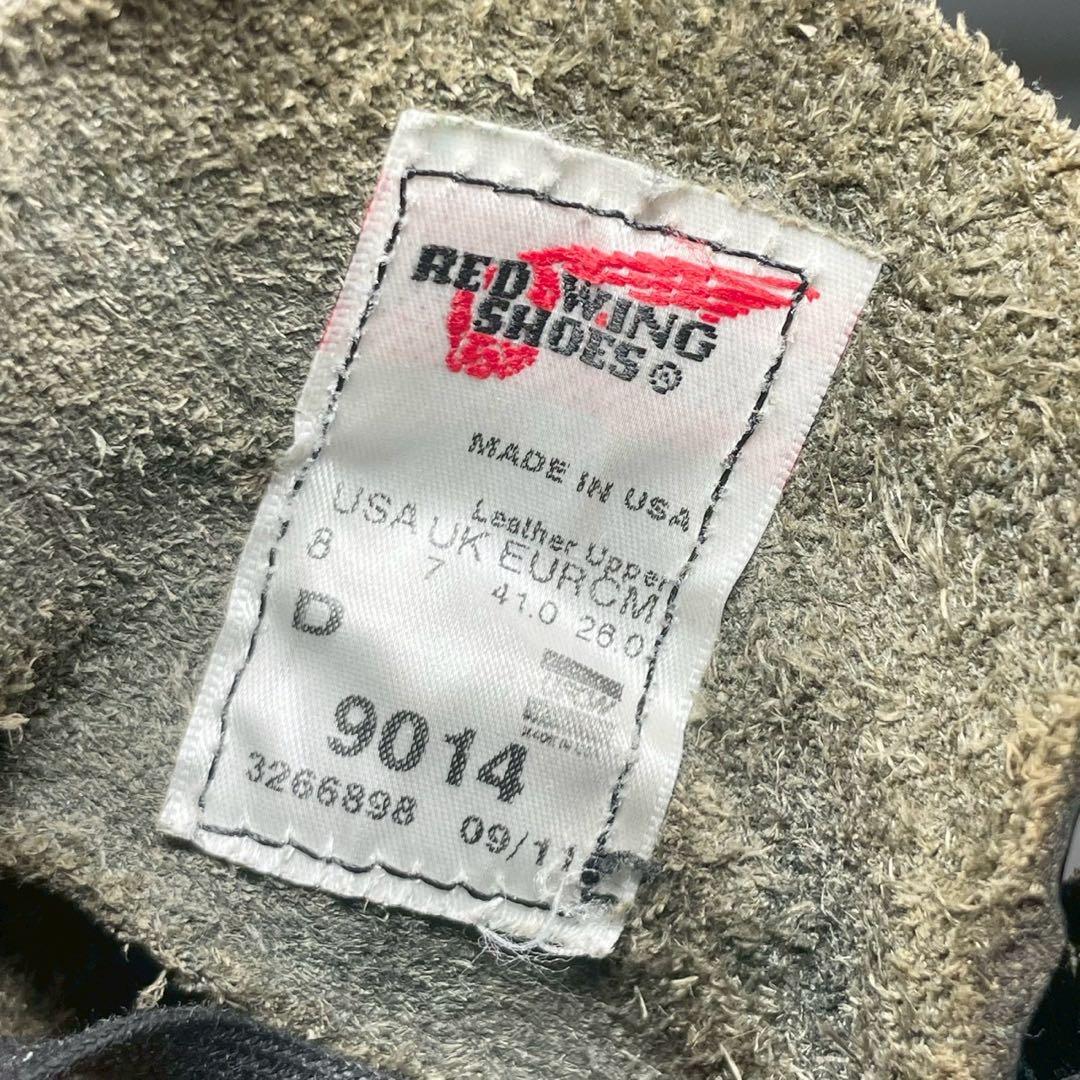 RED WING
SHOES®
MADE IN USA
Leather Upper
USA UK EUR CM
8 7 41.0 26.0
D
9014
3266898 09/11